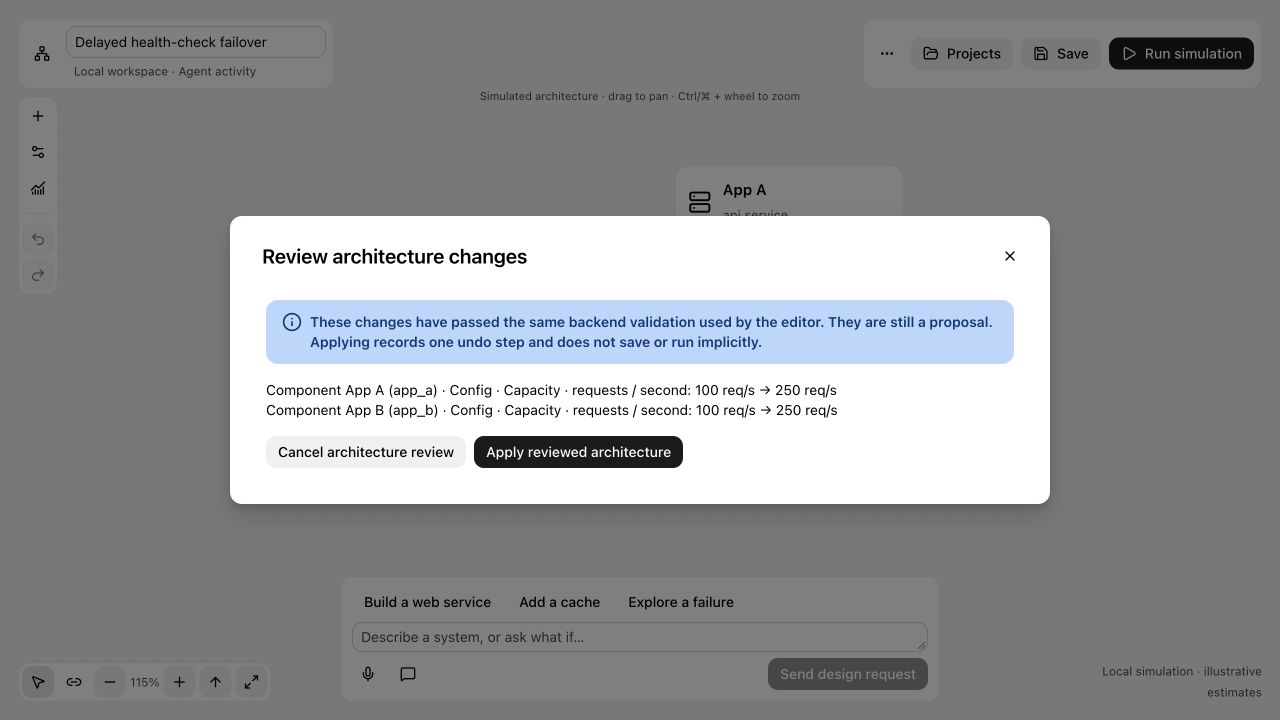 Delayed health-check failover
Local workspace · Agent activity
Projects
Save
Run simulation
Simulated architecture · drag to pan · Ctrl/⌘ + wheel to zoom
App A
api service
Review architecture changes
These changes have passed the same backend validation used by the editor. They are still a proposal.
Applying records one undo step and does not save or run implicitly.
Component App A (app_a) · Config · Capacity · requests / second: 100 req/s → 250 req/s
Component App B (app_b) · Config · Capacity · requests / second: 100 req/s → 250 req/s
Cancel architecture review
Apply reviewed architecture
Build a web service
Add a cache
Explore a failure
Describe a system, or ask what if...
Send design request
115%
Local simulation · illustrative
estimates